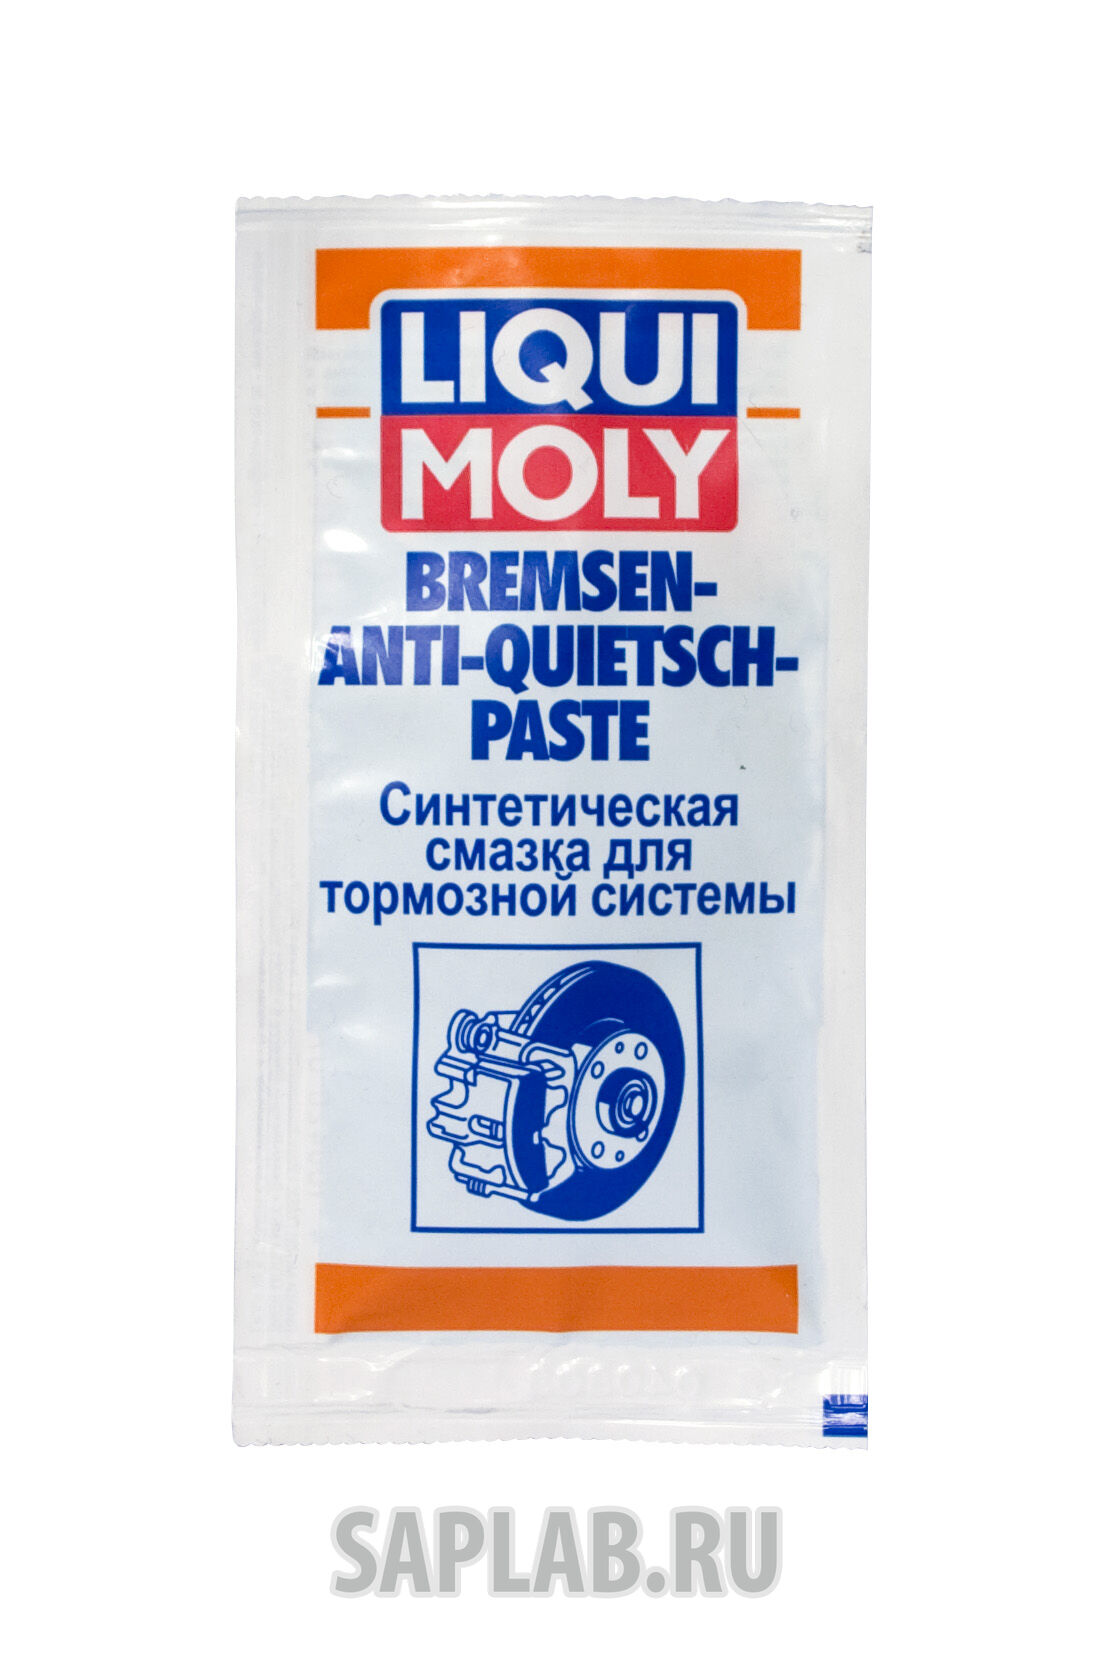 LIQUI
MOLY
BREMSEN-
ANTI-QUIETSCH-
PASTE
Синтетическая
смазка для
тормозной системы
SAPLAB.RU